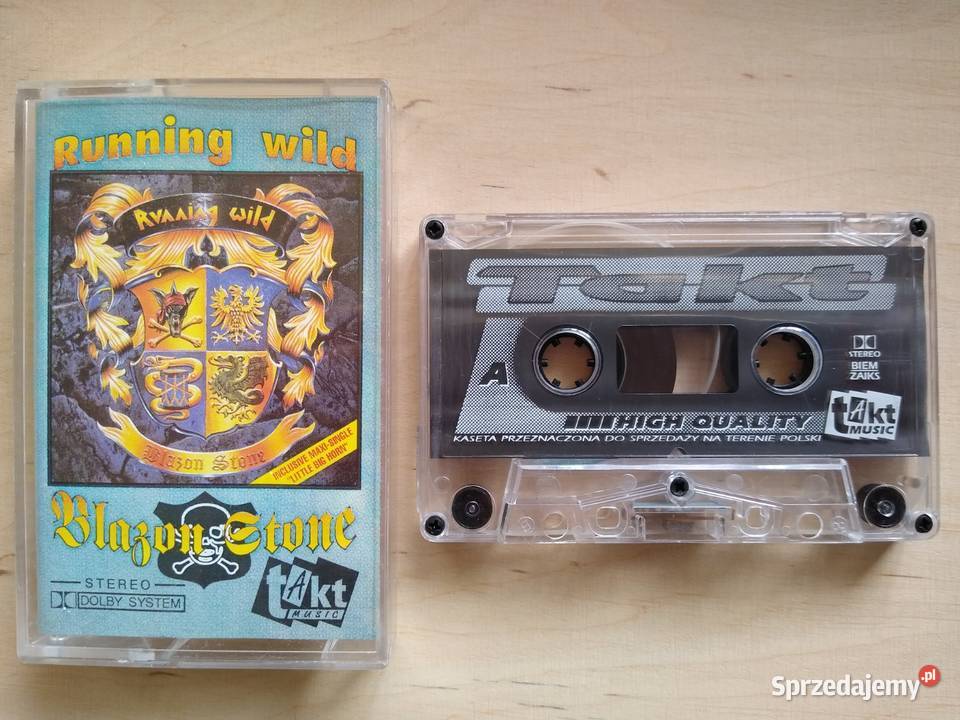 Running wild
Running wild
Blazon Stone
INCLUSIVE MAXI-SINGLE
"LITTLE BIG HORN"
Blazon Stone
STEREO
DOLBY SYSTEM
takt
MUSIC
Takt
A
STEREO
BIEM
ZAIKS
HIGH QUALITY
KASETA PRZEZNACZONA DO SPRZEDAŻY NA TERENIE POLSKI
takt
MUSIC
Sprzedajemy.pl